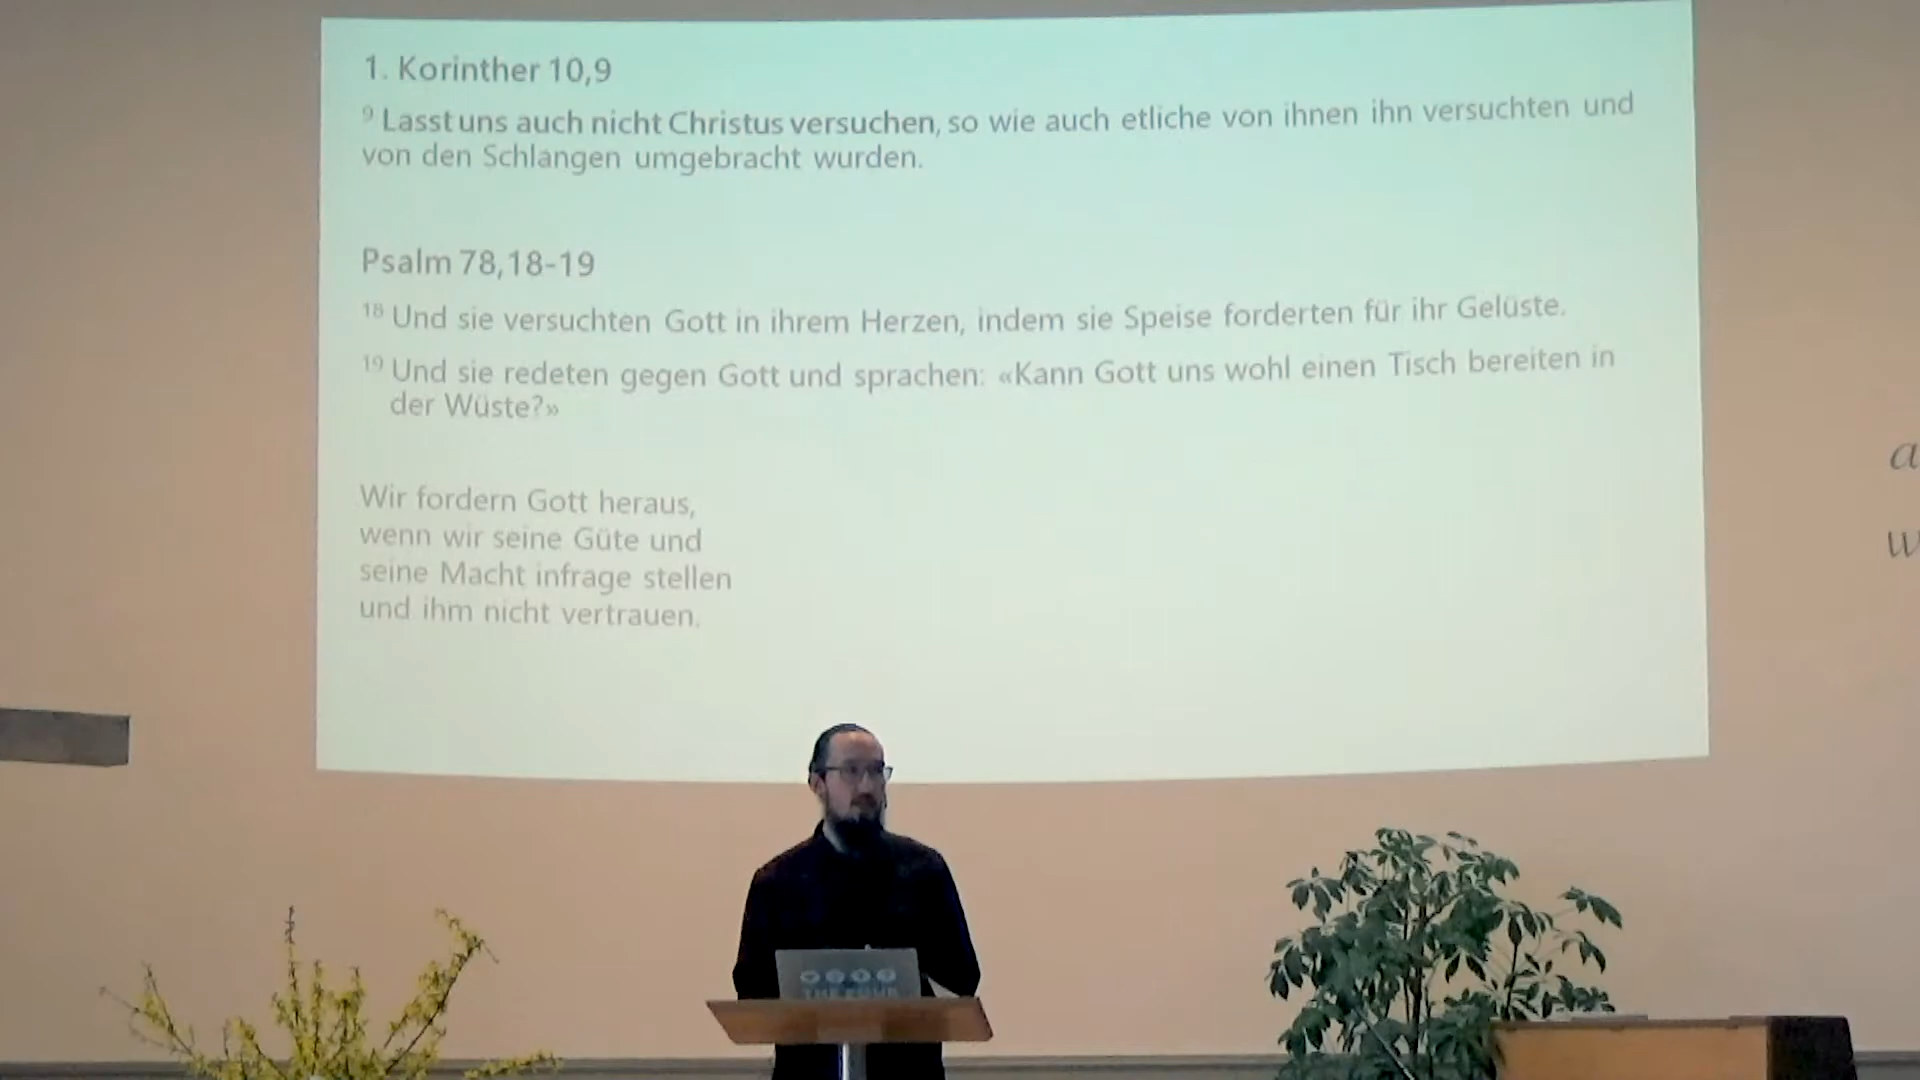 1. Korinther 10,9
9 Lasst uns auch nicht Christus versuchen, so wie auch etliche von ihnen ihn versuchten und
von den Schlangen umgebracht wurden.
Psalm 78,18-19
18 Und sie versuchten Gott in ihrem Herzen, indem sie Speise forderten für ihr Gelüste.
19 Und sie redeten gegen Gott und sprachen: «Kann Gott uns wohl einen Tisch bereiten in
der Wüste?»
Wir fordern Gott heraus,
wenn wir seine Güte und
seine Macht infrage stellen
und ihm nicht vertrauen.
a
w
THE FOUR